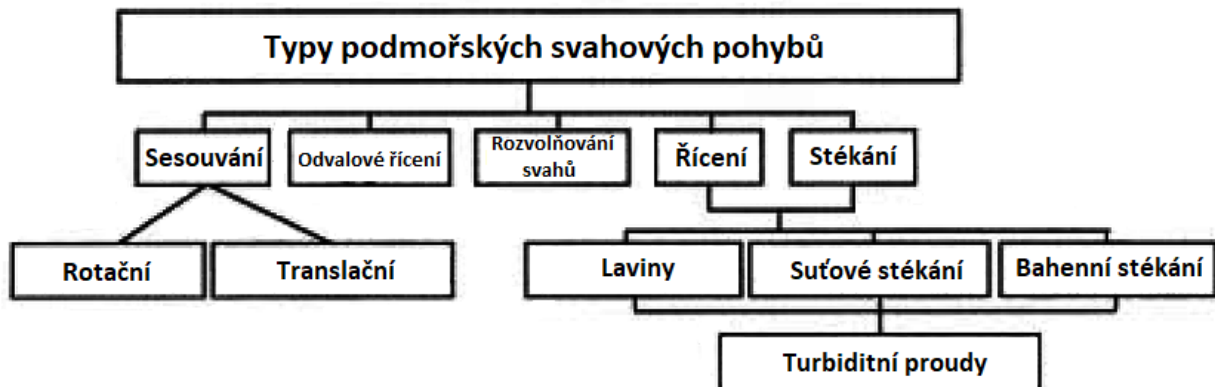 Typy podmořských svahových pohybů
Sesouvání
Odvalové řícení
Rozvolňování
svahů
Řícení
Stékání
Rotační
Translační
Laviny
Suťové stékání
Bahenní stékání
Turbiditní proudy